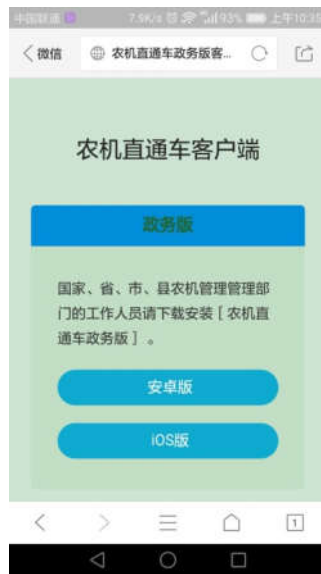 中国联通 7.9K/s 93% 上午10:35
微信 农机直通车政务版客...
农机直通车客户端
政务版
国家、省、市、县农机管理管理部
门的工作人员请下载安装［农机直
通车政务版］。
安卓版
iOS版
1